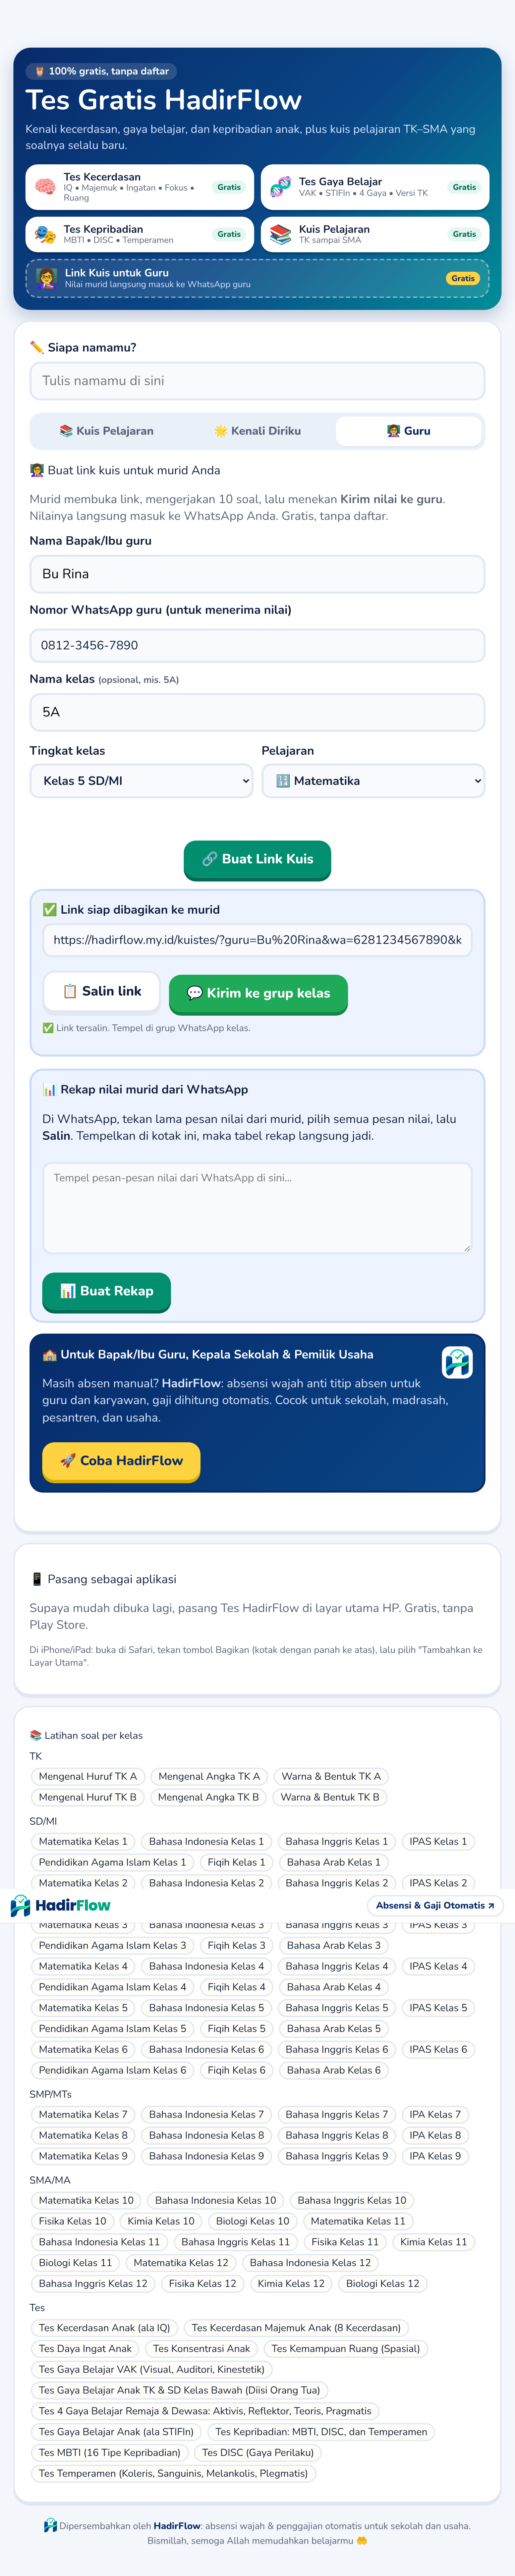 100% gratis, tanpa daftar
Tes Gratis HadirFlow
Kenali kecerdasan, gaya belajar, dan kepribadian anak, plus kuis pelajaran TK–SMA yang
soalnya selalu baru.
Tes Kecerdasan
IQ • Majemuk • Ingatan • Fokus •
Ruang
Gratis
Tes Gaya Belajar
VAK • STIFIn • 4 Gaya • Versi TK
Gratis
Tes Kepribadian
MBTI • DISC • Temperamen
Gratis
Kuis Pelajaran
TK sampai SMA
Gratis
Link Kuis untuk Guru
Nilai murid langsung masuk ke WhatsApp guru
Gratis
Siapa namamu?
Tulis namamu di sini
Kuis Pelajaran
Kenali Diriku
Guru
Buat link kuis untuk murid Anda
Murid membuka link, mengerjakan 10 soal, lalu menekan Kirim nilai ke guru.
Nilainya langsung masuk ke WhatsApp Anda. Gratis, tanpa daftar.
Nama Bapak/Ibu guru
Bu Rina
Nomor WhatsApp guru (untuk menerima nilai)
0812-3456-7890
Nama kelas (opsional, mis. 5A)
5A
Tingkat kelas
Pelajaran
Kelas 5 SD/MI
Matematika
Buat Link Kuis
Link siap dibagikan ke murid
https://hadirflow.my.id/kuistes/?guru=Bu%20Rina&wa=6281234567890&k
Salin link
Kirim ke grup kelas
Link tersalin. Tempel di grup WhatsApp kelas.
Rekap nilai murid dari WhatsApp
Di WhatsApp, tekan lama pesan nilai dari murid, pilih semua pesan nilai, lalu
Salin. Tempelkan di kotak ini, maka tabel rekap langsung jadi.
Tempel pesan-pesan nilai dari WhatsApp di sini...
Buat Rekap
Untuk Bapak/Ibu Guru, Kepala Sekolah & Pemilik Usaha
Masih absen manual? HadirFlow: absensi wajah anti titip absen untuk
guru dan karyawan, gaji dihitung otomatis. Cocok untuk sekolah, madrasah,
pesantren, dan usaha.
Coba HadirFlow
Pasang sebagai aplikasi
Supaya mudah dibuka lagi, pasang Tes HadirFlow di layar utama HP. Gratis, tanpa
Play Store.
Di iPhone/iPad: buka di Safari, tekan tombol Bagikan (kotak dengan panah ke atas), lalu pilih "Tambahkan ke
Layar Utama".
Latihan soal per kelas
TK
Mengenal Huruf TK A Mengenal Angka TK A Warna & Bentuk TK A
Mengenal Huruf TK B Mengenal Angka TK B Warna & Bentuk TK B
SD/MI
Matematika Kelas 1 Bahasa Indonesia Kelas 1 Bahasa Inggris Kelas 1 IPAS Kelas 1
Pendidikan Agama Islam Kelas 1 Fiqih Kelas 1 Bahasa Arab Kelas 1
Matematika Kelas 2 Bahasa Indonesia Kelas 2 Bahasa Inggris Kelas 2 IPAS Kelas 2
HadirFlow
Absensi & Gaji Otomatis ↗
Matematika Kelas 3 Bahasa Indonesia Kelas 3 Bahasa Inggris Kelas 3 IPAS Kelas 3
Pendidikan Agama Islam Kelas 3 Fiqih Kelas 3 Bahasa Arab Kelas 3
Matematika Kelas 4 Bahasa Indonesia Kelas 4 Bahasa Inggris Kelas 4 IPAS Kelas 4
Pendidikan Agama Islam Kelas 4 Fiqih Kelas 4 Bahasa Arab Kelas 4
Matematika Kelas 5 Bahasa Indonesia Kelas 5 Bahasa Inggris Kelas 5 IPAS Kelas 5
Pendidikan Agama Islam Kelas 5 Fiqih Kelas 5 Bahasa Arab Kelas 5
Matematika Kelas 6 Bahasa Indonesia Kelas 6 Bahasa Inggris Kelas 6 IPAS Kelas 6
Pendidikan Agama Islam Kelas 6 Fiqih Kelas 6 Bahasa Arab Kelas 6
SMP/MTs
Matematika Kelas 7 Bahasa Indonesia Kelas 7 Bahasa Inggris Kelas 7 IPA Kelas 7
Matematika Kelas 8 Bahasa Indonesia Kelas 8 Bahasa Inggris Kelas 8 IPA Kelas 8
Matematika Kelas 9 Bahasa Indonesia Kelas 9 Bahasa Inggris Kelas 9 IPA Kelas 9
SMA/MA
Matematika Kelas 10 Bahasa Indonesia Kelas 10 Bahasa Inggris Kelas 10
Fisika Kelas 10 Kimia Kelas 10 Biologi Kelas 10 Matematika Kelas 11
Bahasa Indonesia Kelas 11 Bahasa Inggris Kelas 11 Fisika Kelas 11 Kimia Kelas 11
Biologi Kelas 11 Matematika Kelas 12 Bahasa Indonesia Kelas 12
Bahasa Inggris Kelas 12 Fisika Kelas 12 Kimia Kelas 12 Biologi Kelas 12
Tes
Tes Kecerdasan Anak (ala IQ) Tes Kecerdasan Majemuk Anak (8 Kecerdasan)
Tes Daya Ingat Anak Tes Konsentrasi Anak Tes Kemampuan Ruang (Spasial)
Tes Gaya Belajar VAK (Visual, Auditori, Kinestetik)
Tes Gaya Belajar Anak TK & SD Kelas Bawah (Diisi Orang Tua)
Tes 4 Gaya Belajar Remaja & Dewasa: Aktivis, Reflektor, Teoris, Pragmatis
Tes Gaya Belajar Anak (ala STIFIn) Tes Kepribadian: MBTI, DISC, dan Temperamen
Tes MBTI (16 Tipe Kepribadian) Tes DISC (Gaya Perilaku)
Tes Temperamen (Koleris, Sanguinis, Melankolis, Plegmatis)
Dipersembahkan oleh HadirFlow: absensi wajah & penggajian otomatis untuk sekolah dan usaha.
Bismillah, semoga Allah memudahkan belajarmu